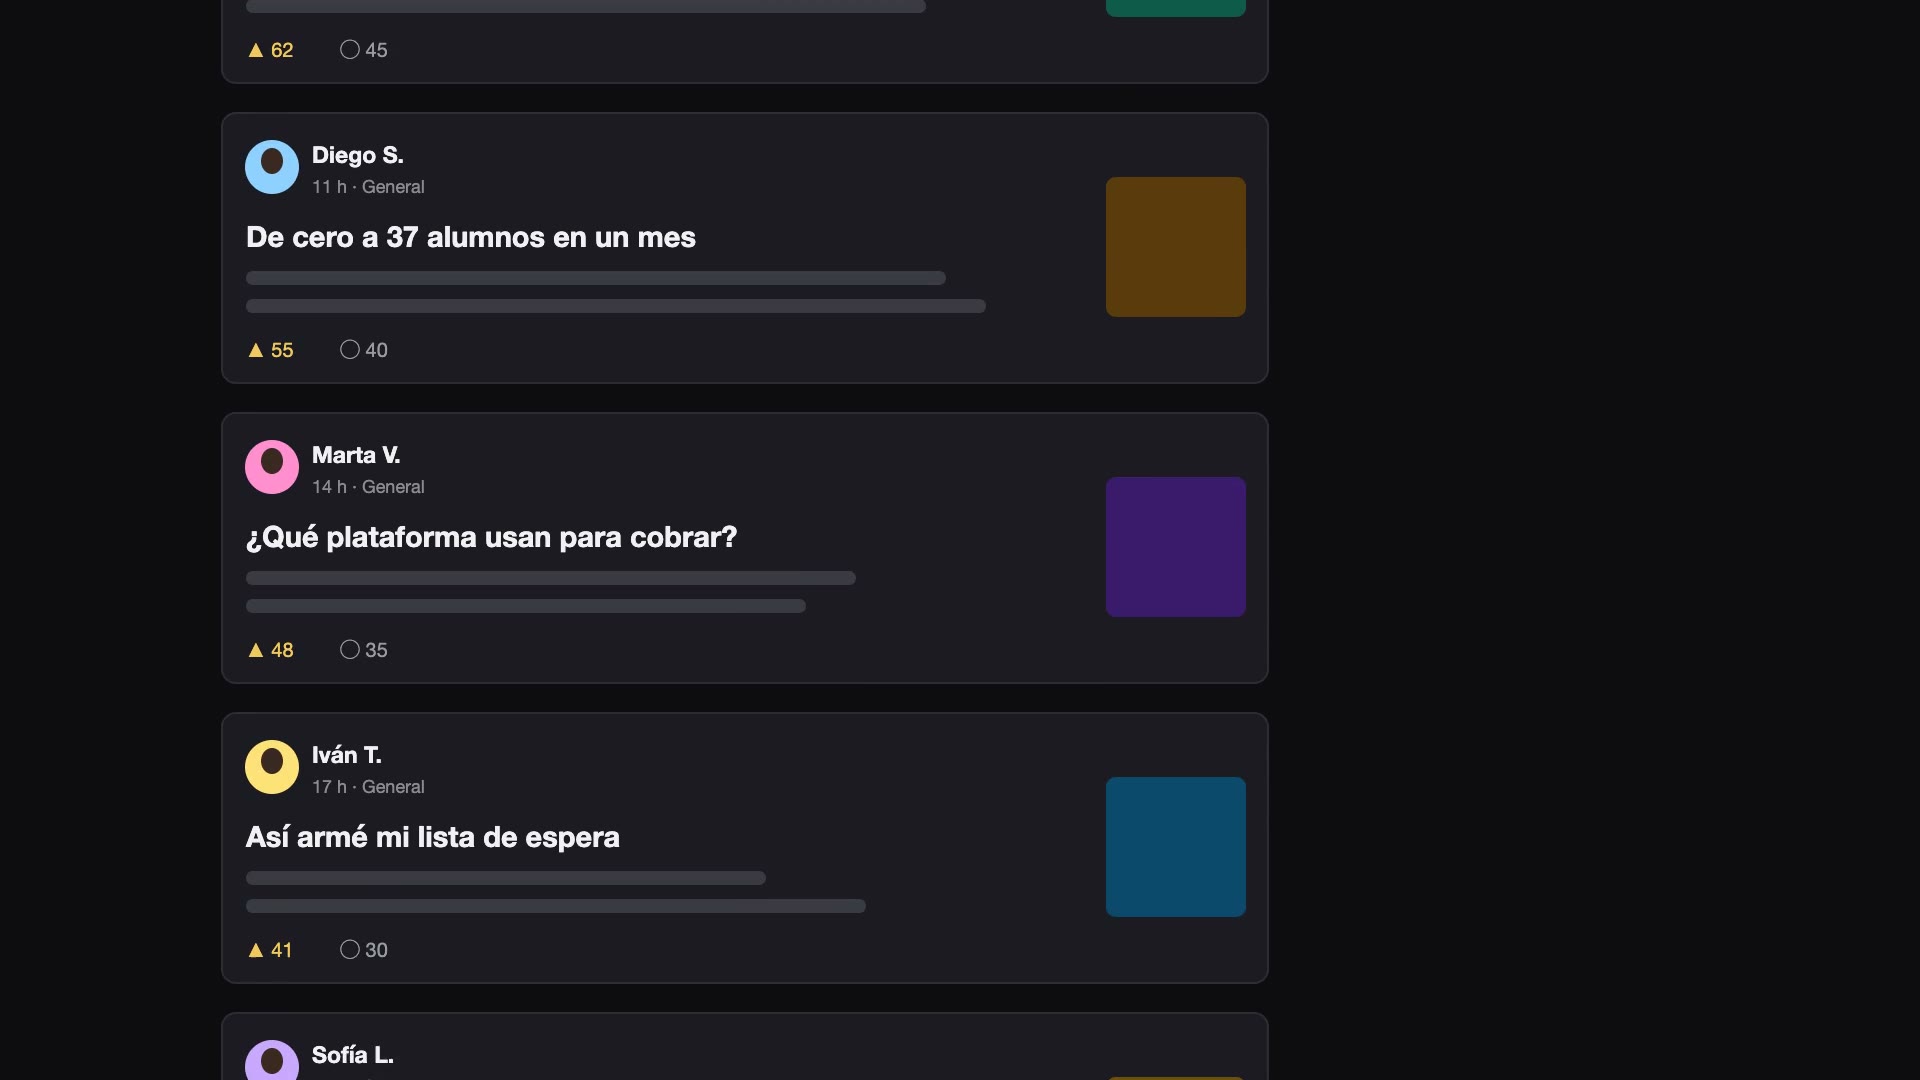 ▲ 62 ◯ 45
Diego S.
11 h · General
De cero a 37 alumnos en un mes
▲ 55 ◯ 40
Marta V.
14 h · General
¿Qué plataforma usan para cobrar?
▲ 48 ◯ 35
Iván T.
17 h · General
Así armé mi lista de espera
▲ 41 ◯ 30
Sofía L.